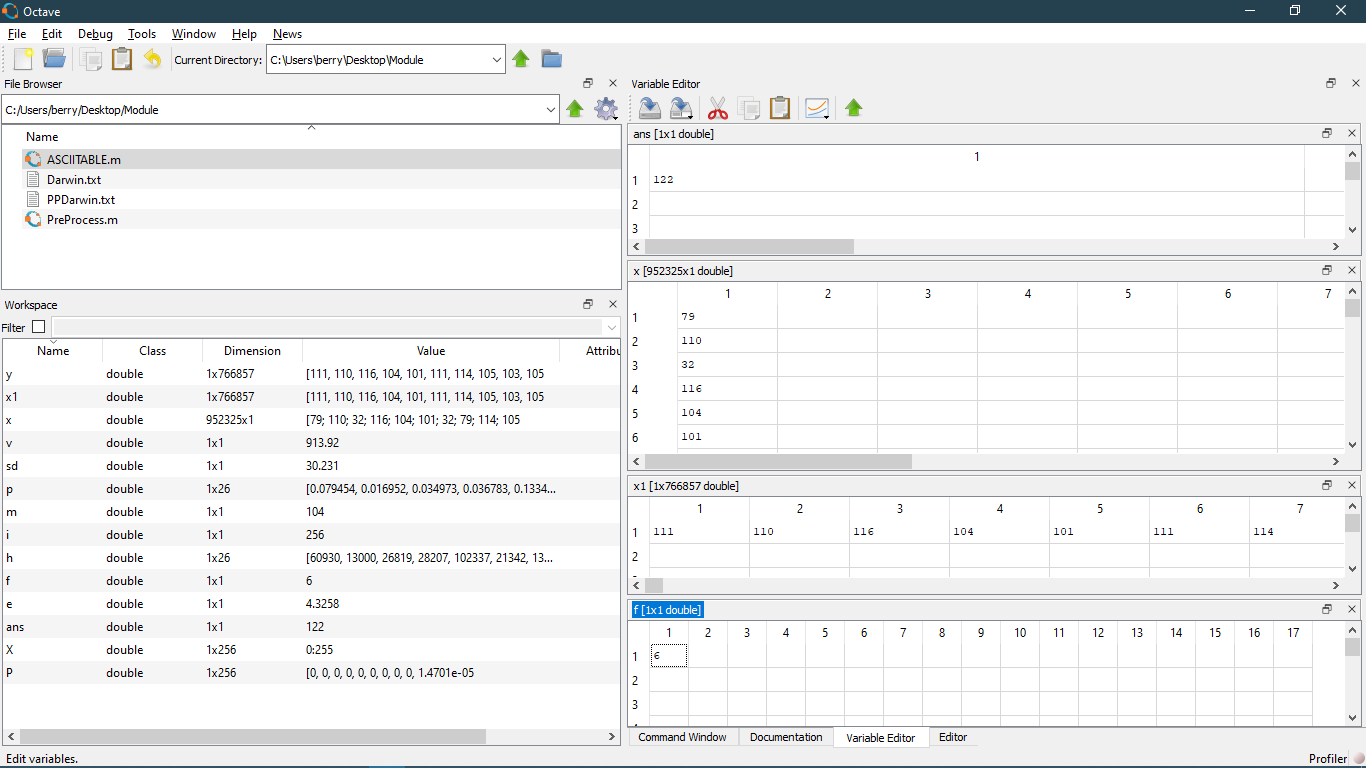 Octave
File Edit Debug Tools Window Help News
Current Directory: C:\Users\berry\Desktop\Module
File Browser
C:/Users/berry/Desktop/Module
Name
ASCIITABLE.m
Darwin.txt
PPDarwin.txt
PreProcess.m
Workspace
Filter
Name Class Dimension Value Attribu
y double 1x766857 [111, 110, 116, 104, 101, 111, 114, 105, 103, 105
x1 double 1x766857 [111, 110, 116, 104, 101, 111, 114, 105, 103, 105
x double 952325x1 [79; 110; 32; 116; 104; 101; 32; 79; 114; 105
v double 1x1 913.92
sd double 1x1 30.231
p double 1x26 [0.079454, 0.016952, 0.034973, 0.036783, 0.1334...
m double 1x1 104
i double 1x1 256
h double 1x26 [60930, 13000, 26819, 28207, 102337, 21342, 13...
f double 1x1 6
e double 1x1 4.3258
ans double 1x1 122
X double 1x256 0:255
P double 1x256 [0, 0, 0, 0, 0, 0, 0, 0, 0, 1.4701e-05
Variable Editor
ans [1x1 double]
1
1 122
2
3
x [952325x1 double]
1 2 3 4 5 6 7
1 79
2 110
3 32
4 116
5 104
6 101
x1 [1x766857 double]
1 2 3 4 5 6 7
1 111 110 116 104 101 111 114
2
f [1x1 double]
1 2 3 4 5 6 7 8 9 10 11 12 13 14 15 16 17
1 6
2
3
Command Window Documentation Variable Editor Editor
Edit variables. Profiler